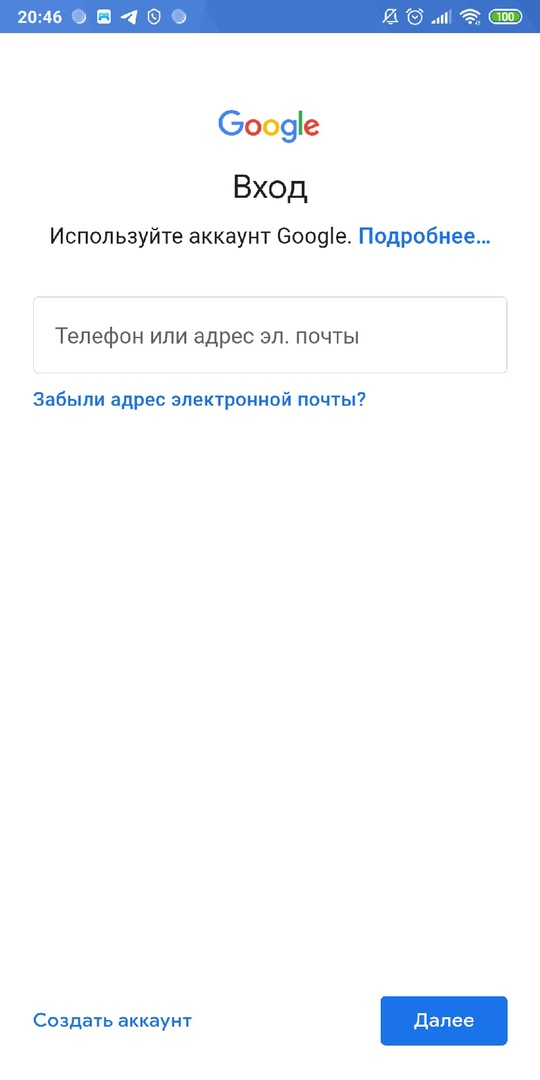 20:46
100
Google
Вход
Используйте аккаунт Google. Подробнее...
Телефон или адрес эл. почты
Забыли адрес электронной почты?
Создать аккаунт
Далее